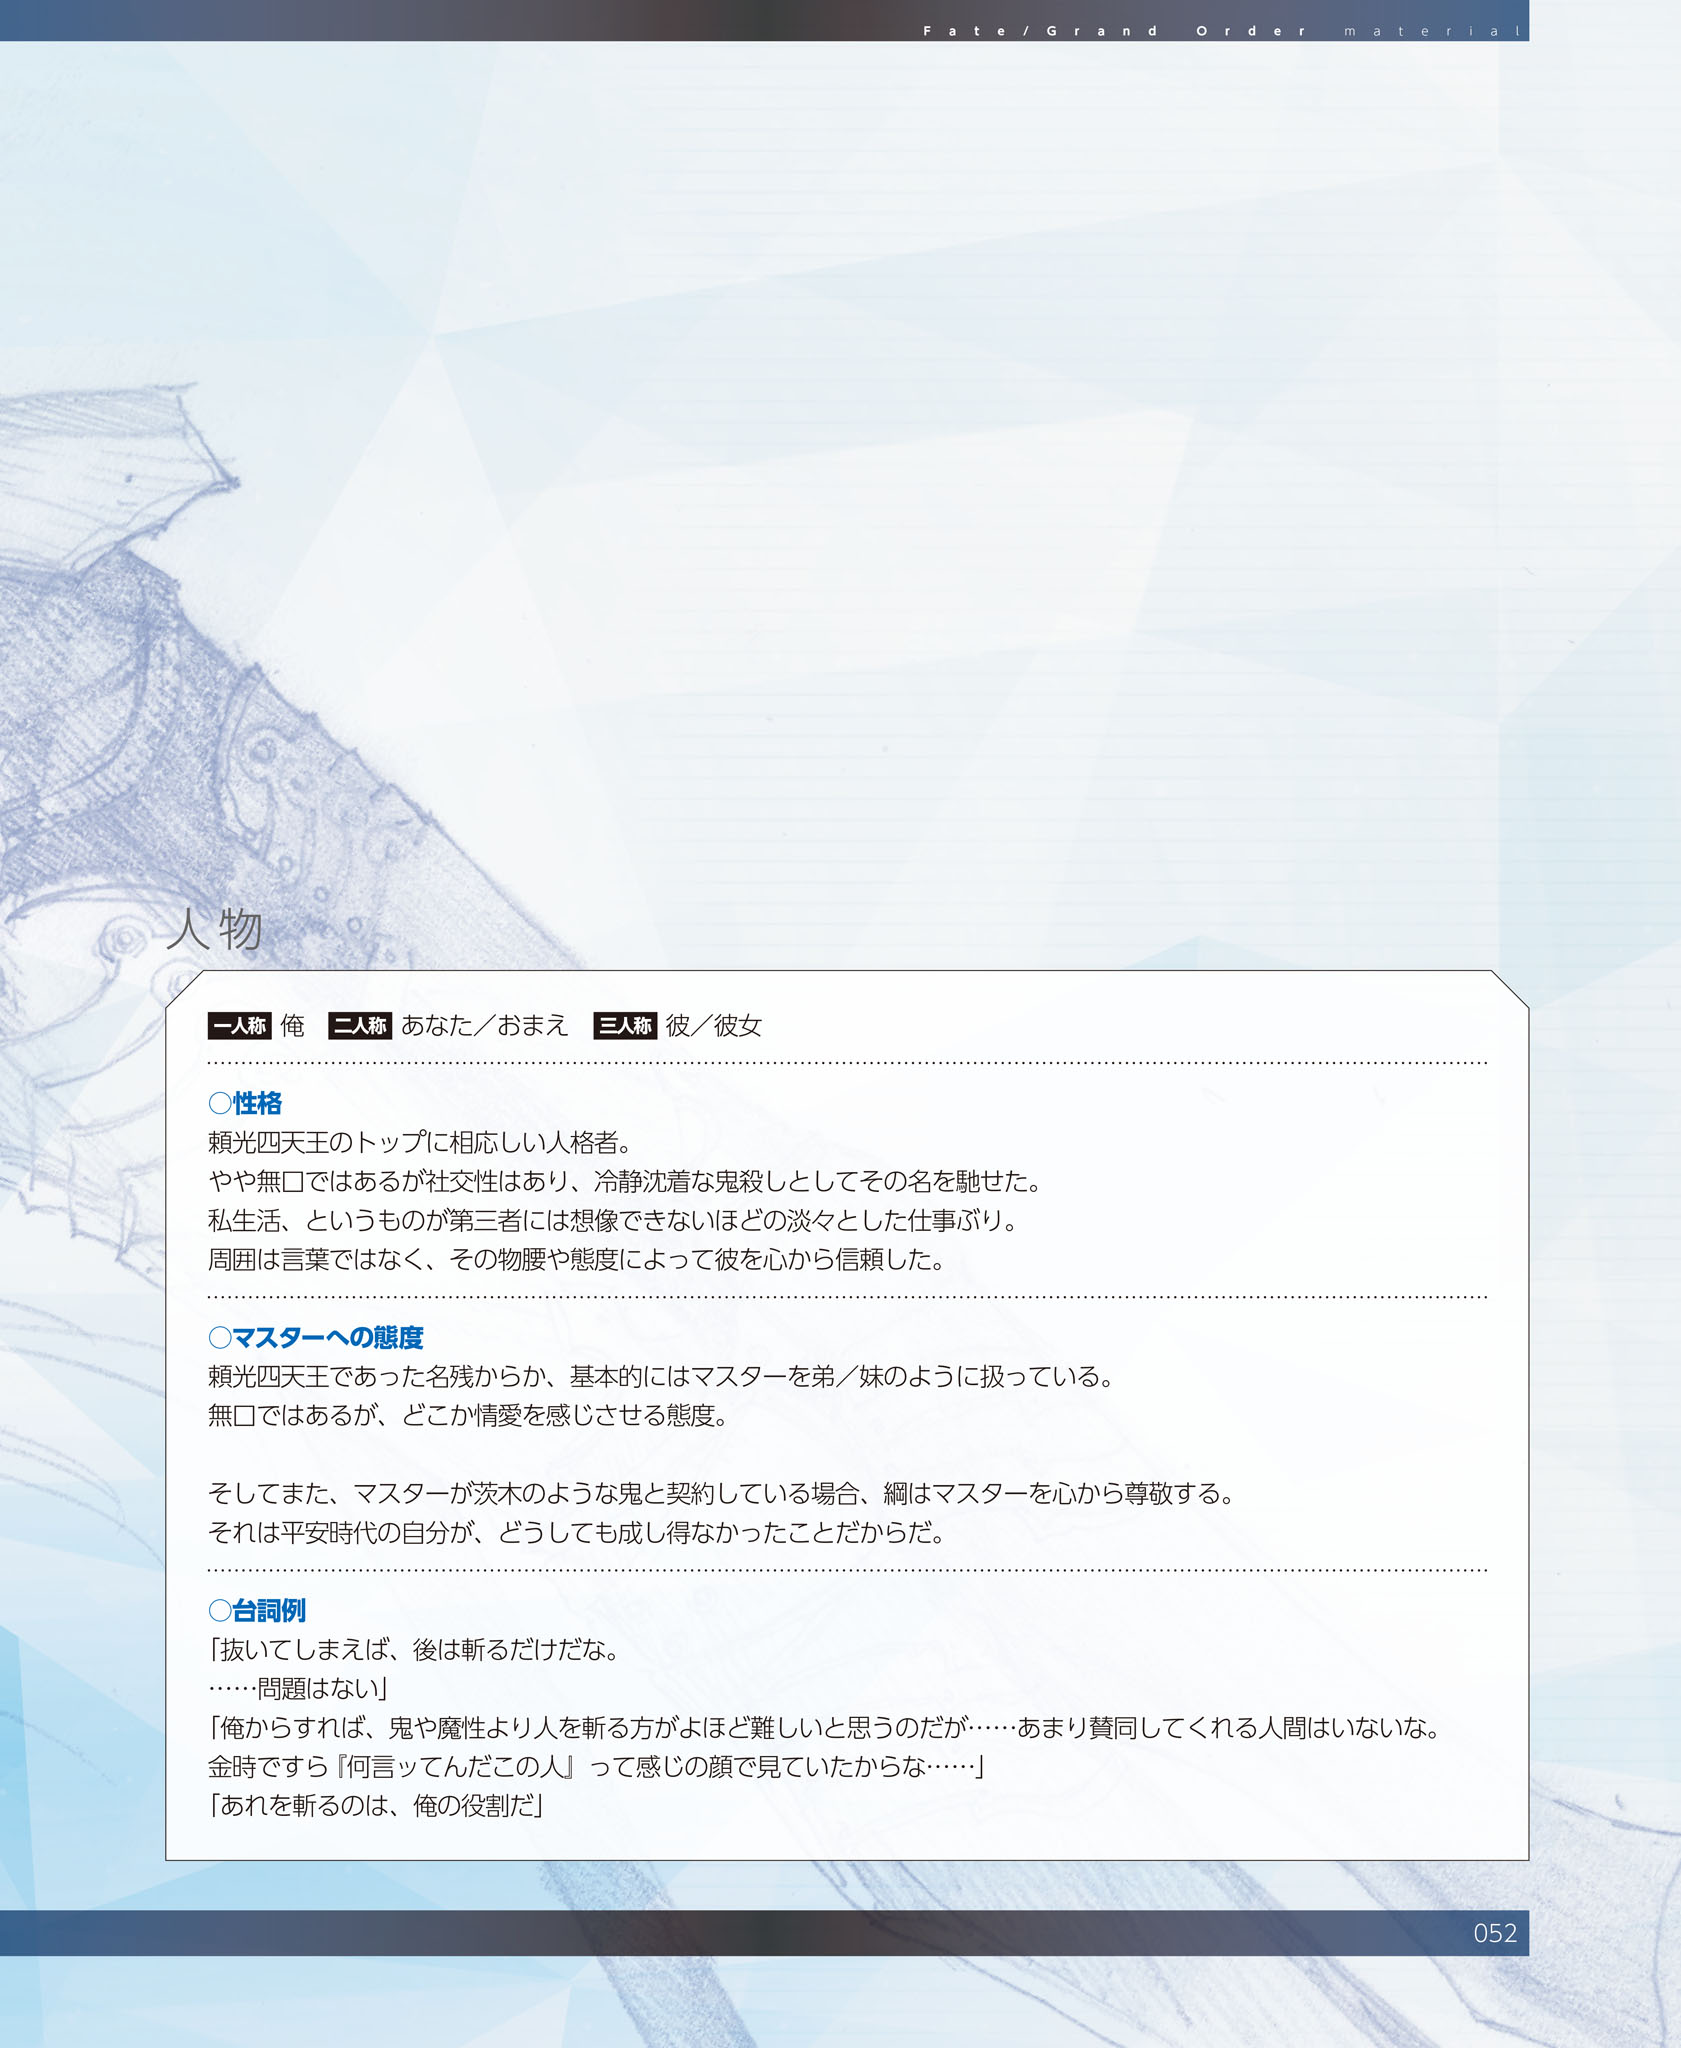 Fate/Grand Order material
人物
一人称 俺 二人称 あなた／おまえ 三人称 彼／彼女
○性格
頼光四天王のトップに相応しい人格者。
やや無口ではあるが社交性はあり、冷静沈着な鬼殺しとしてその名を馳せた。
私生活、というものが第三者には想像できないほどの淡々とした仕事ぶり。
周囲は言葉ではなく、その物腰や態度によって彼を心から信頼した。
○マスターへの態度
頼光四天王であった名残からか、基本的にはマスターを弟／妹のように扱っている。
無口ではあるが、どこか情愛を感じさせる態度。
そしてまた、マスターが茨木のような鬼と契約している場合、綱はマスターを心から尊敬する。
それは平安時代の自分が、どうしても成し得なかったことだからだ。
○台詞例
「抜いてしまえば、後は斬るだけだな。
……問題はない」
「俺からすれば、鬼や魔性より人を斬る方がよほど難しいと思うのだが……あまり賛同してくれる人間はいないな。
金時ですら『何言ッてんだこの人』って感じの顔で見ていたからな……」
「あれを斬るのは、俺の役割だ」
052